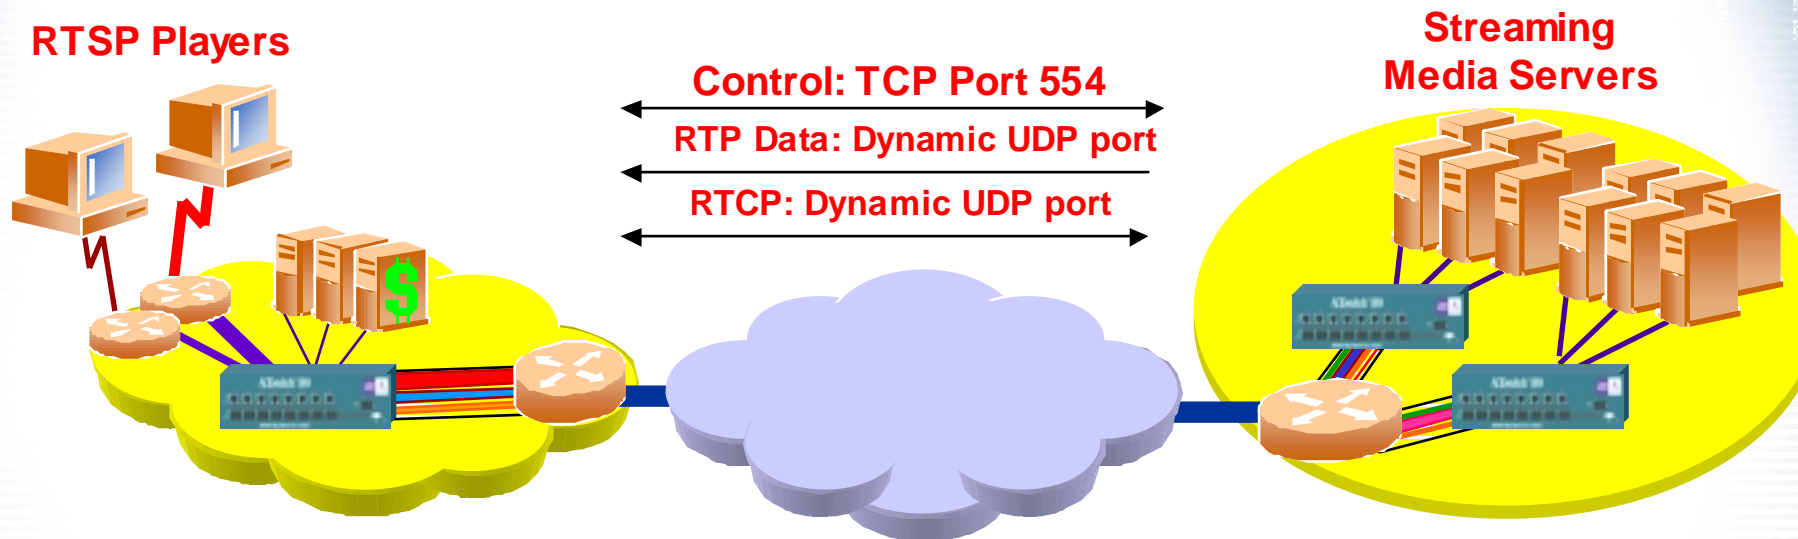 RTSP Players
Streaming
Media Servers
Control: TCP Port 554
RTP Data: Dynamic UDP port
RTCP: Dynamic UDP port
$